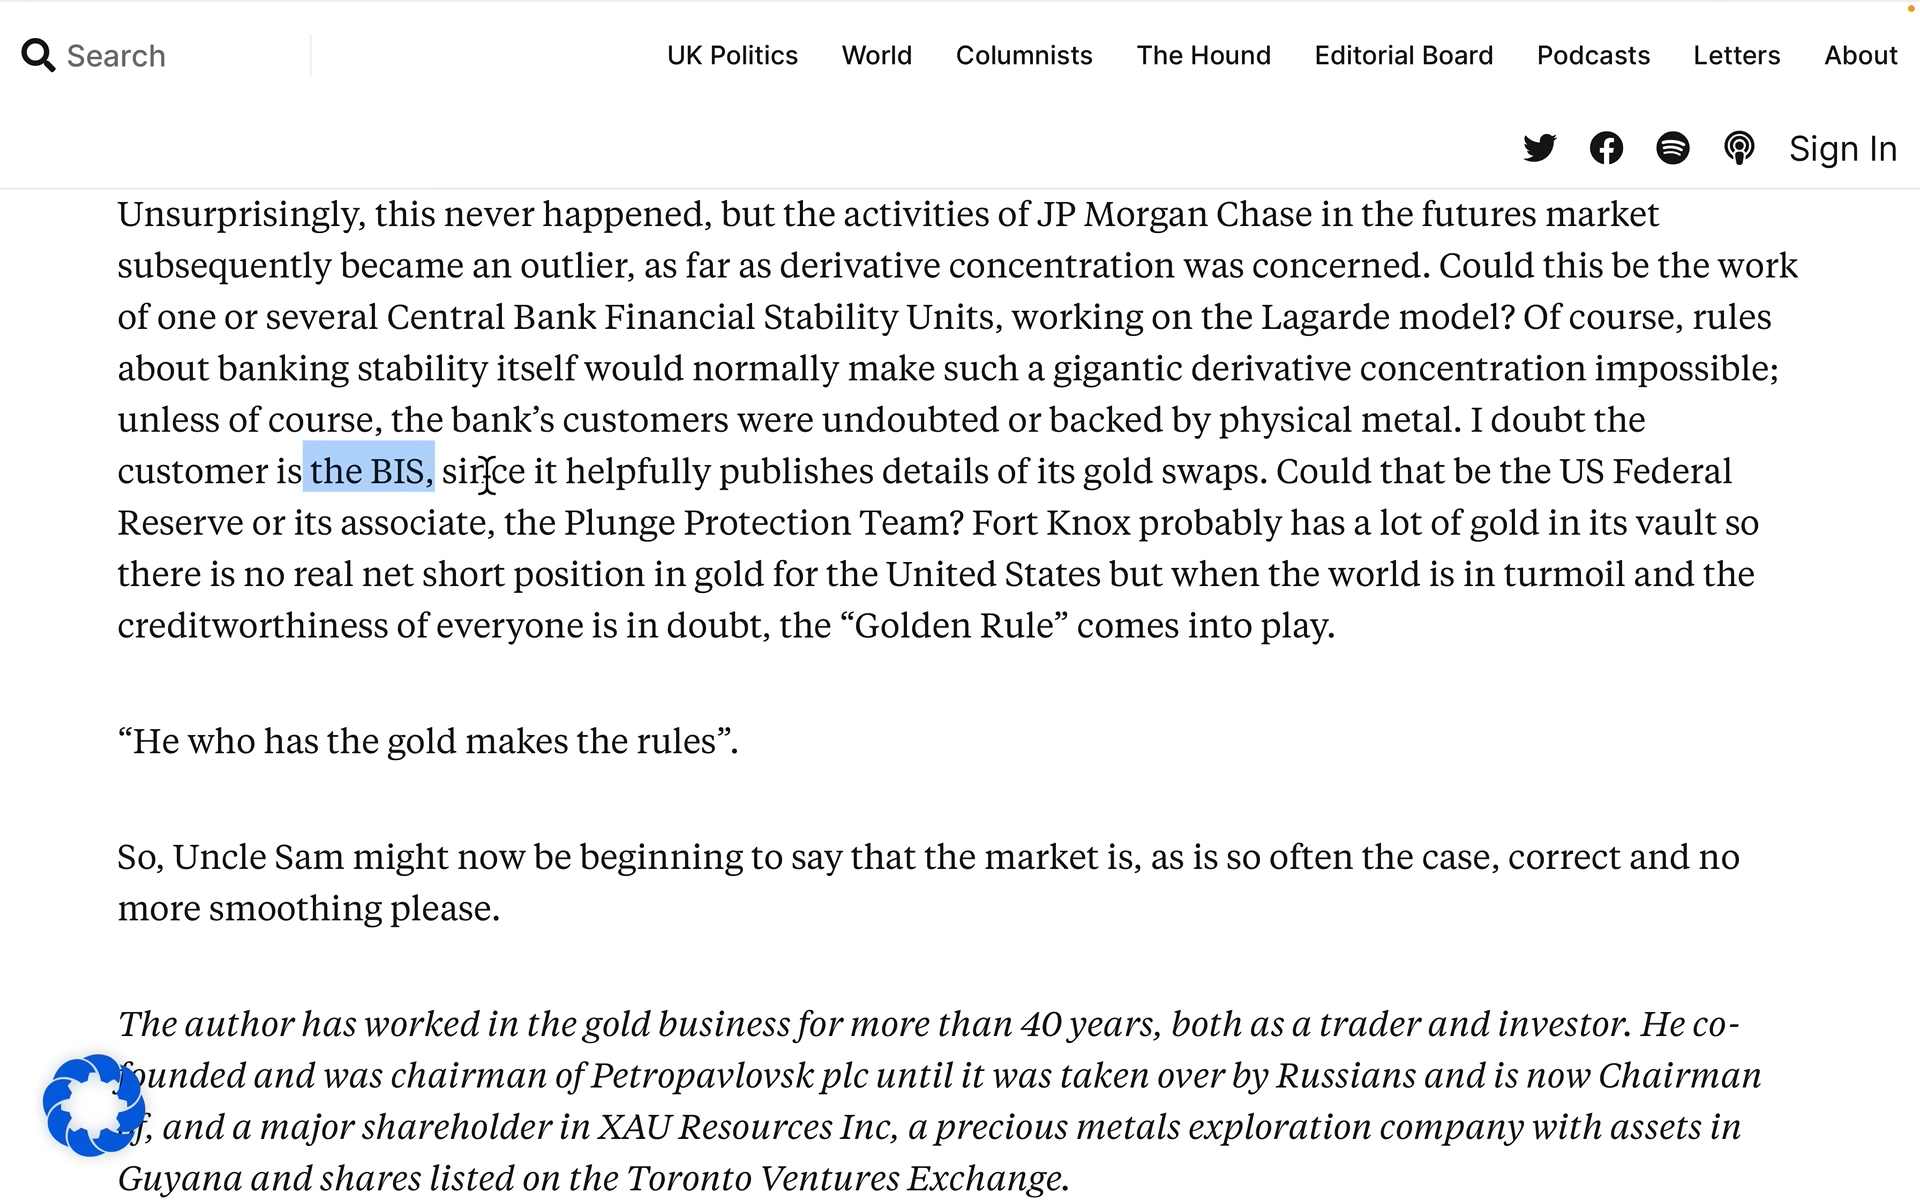 Search
UK Politics World Columnists The Hound Editorial Board Podcasts Letters About
Sign In
Unsurprisingly, this never happened, but the activities of JP Morgan Chase in the futures market
subsequently became an outlier, as far as derivative concentration was concerned. Could this be the work
of one or several Central Bank Financial Stability Units, working on the Lagarde model? Of course, rules
about banking stability itself would normally make such a gigantic derivative concentration impossible;
unless of course, the bank’s customers were undoubted or backed by physical metal. I doubt the
customer is the BIS, since it helpfully publishes details of its gold swaps. Could that be the US Federal
Reserve or its associate, the Plunge Protection Team? Fort Knox probably has a lot of gold in its vault so
there is no real net short position in gold for the United States but when the world is in turmoil and the
creditworthiness of everyone is in doubt, the “Golden Rule” comes into play.
“He who has the gold makes the rules”.
So, Uncle Sam might now be beginning to say that the market is, as is so often the case, correct and no
more smoothing please.
The author has worked in the gold business for more than 40 years, both as a trader and investor. He co-
founded and was chairman of Petropavlovsk plc until it was taken over by Russians and is now Chairman
of, and a major shareholder in XAU Resources Inc, a precious metals exploration company with assets in
Guyana and shares listed on the Toronto Ventures Exchange.